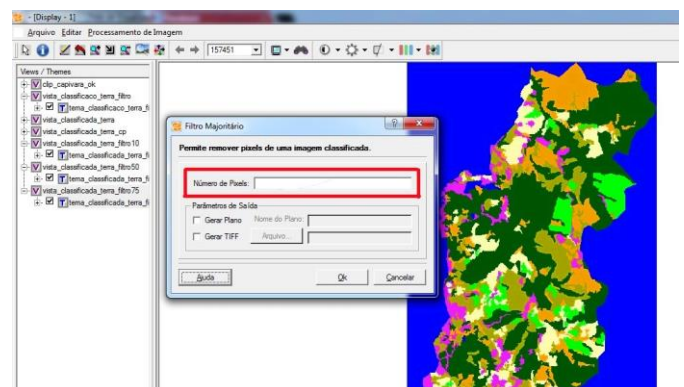 - [Display - 1]
Arquivo Editar Processamento de Imagem
157451
Views / Themes
clip_capivara_ok
vista_classificaco_terra_filtro
tema_classificaco_terra_fi
vista_classificada_terra
vista_classificada_terra_cp
vista_classificada_terra_filtro10
tema_classificada_terra_fi
vista_classificada_terra_filtro50
tema_classificada_terra_fi
vista_classificada_terra_filtro75
tema_classificada_terra_fi
Filtro Majoritário
Permite remover pixels de uma imagem classificada.
Número de Pixels:
Parâmetros de Saída
Gerar Plano Nome do Plano:
Gerar TIFF Arquivo...
Ajuda Ok Cancelar